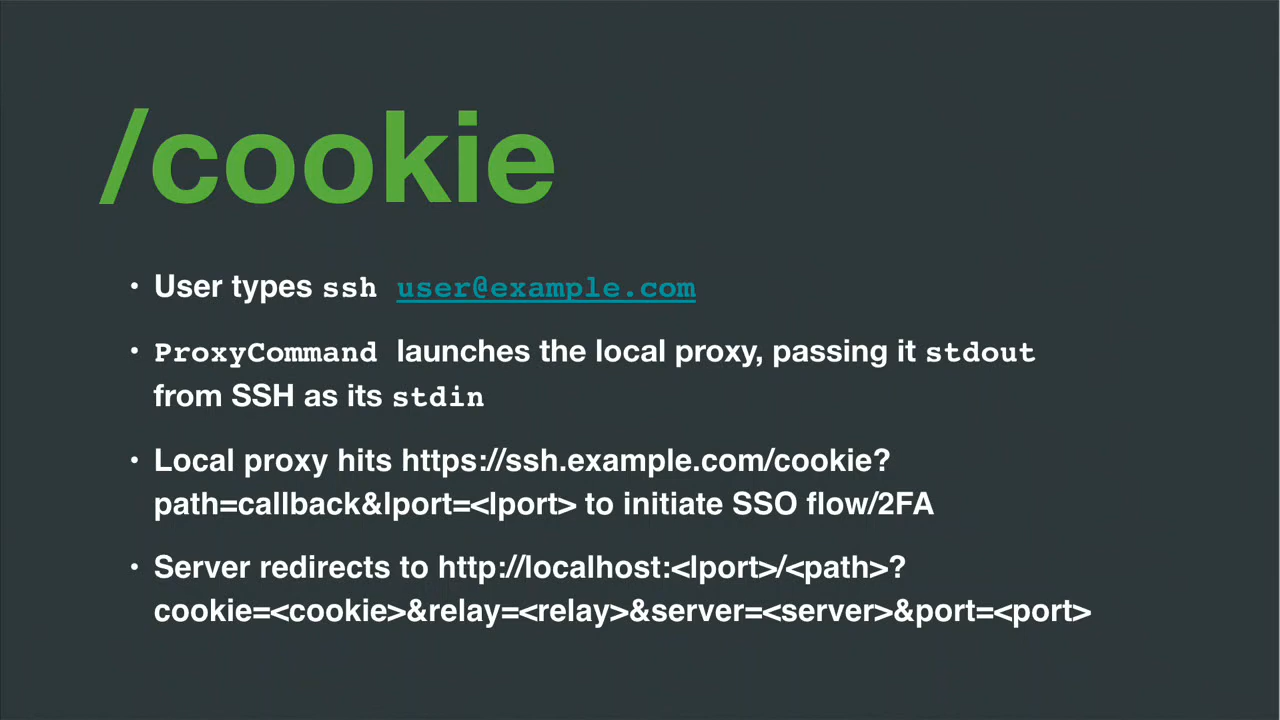 /cookie
• User types ssh user@example.com
• ProxyCommand launches the local proxy, passing it stdout
from SSH as its stdin
• Local proxy hits https://ssh.example.com/cookie?
path=callback&lport=<lport> to initiate SSO flow/2FA
• Server redirects to http://localhost:<lport>/<path>?
cookie=<cookie>&relay=<relay>&server=<server>&port=<port>